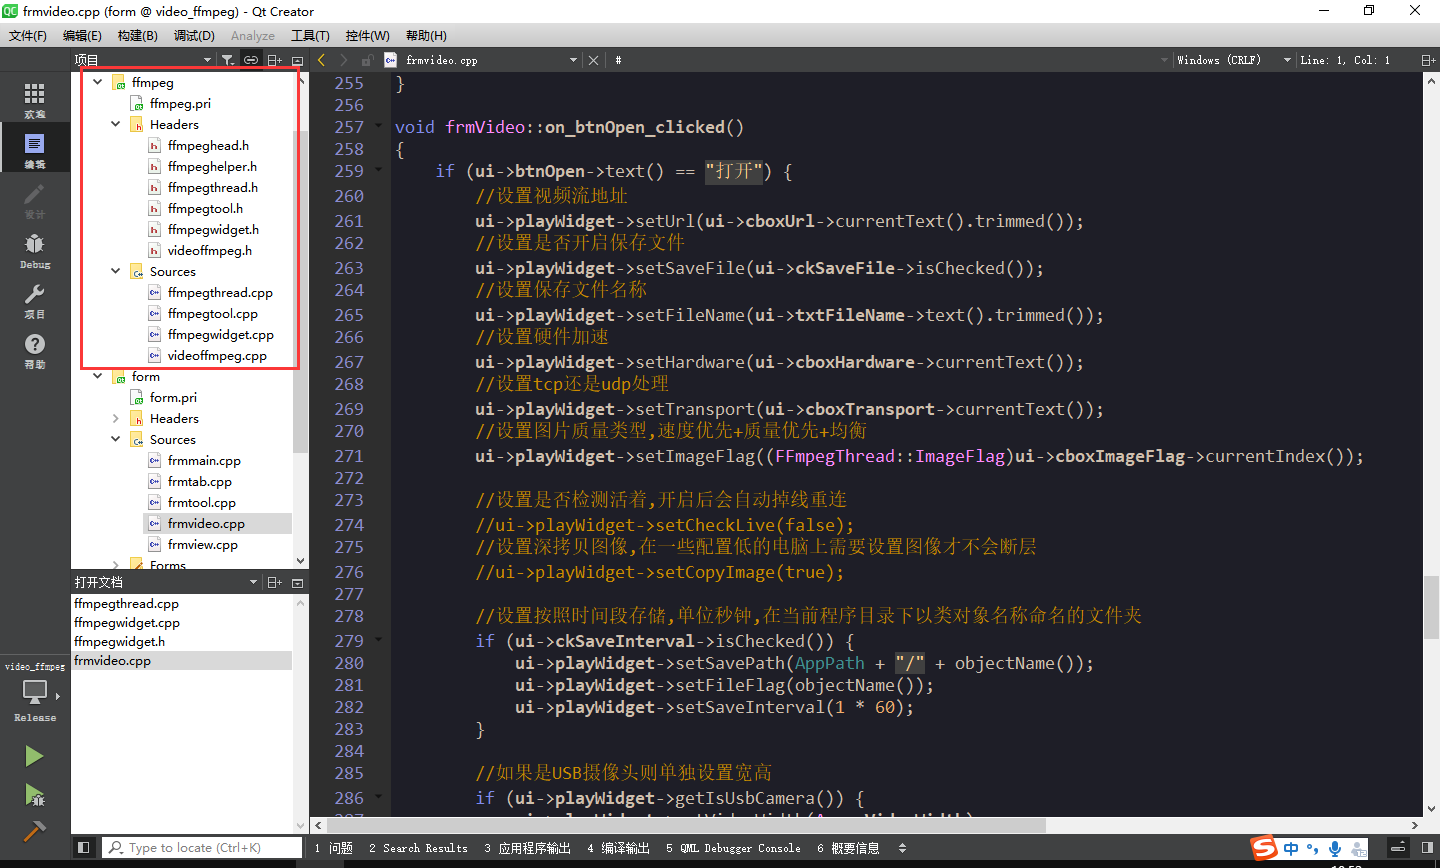 frmvideo.cpp (form @ video_ffmpeg) - Qt Creator
文件(F) 编辑(E) 构建(B) 调试(D) Analyze 工具(T) 控件(W) 帮助(H)
项目
frmvideo.cpp
#
Windows (CRLF)
Line: 1, Col: 1
欢迎
编辑
设计
Debug
项目
帮助
ffmpeg
ffmpeg.pri
Headers
ffmpeghead.h
ffmpeghelper.h
ffmpegthread.h
ffmpegtool.h
ffmpegwidget.h
videoffmpeg.h
Sources
ffmpegthread.cpp
ffmpegtool.cpp
ffmpegwidget.cpp
videoffmpeg.cpp
form
form.pri
Headers
Sources
frmmain.cpp
frmtab.cpp
frmtool.cpp
frmvideo.cpp
frmview.cpp
Forms
打开文档
ffmpegthread.cpp
ffmpegwidget.cpp
ffmpegwidget.h
frmvideo.cpp
video_ffmpeg
Release
255 }
256
257 void frmVideo::on_btnOpen_clicked()
258 {
259 if (ui->btnOpen->text() == "打开") {
260 //设置视频流地址
261 ui->playWidget->setUrl(ui->cboxUrl->currentText().trimmed());
262 //设置是否开启保存文件
263 ui->playWidget->setSaveFile(ui->ckSaveFile->isChecked());
264 //设置保存文件名称
265 ui->playWidget->setFileName(ui->txtFileName->text().trimmed());
266 //设置硬件加速
267 ui->playWidget->setHardware(ui->cboxHardware->currentText());
268 //设置tcp还是udp处理
269 ui->playWidget->setTransport(ui->cboxTransport->currentText());
270 //设置图片质量类型,速度优先+质量优先+均衡
271 ui->playWidget->setImageFlag((FFmpegThread::ImageFlag)ui->cboxImageFlag->currentIndex());
272
273 //设置是否检测活着,开启后会自动掉线重连
274 //ui->playWidget->setCheckLive(false);
275 //设置深拷贝图像,在一些配置低的电脑上需要设置图像才不会断层
276 //ui->playWidget->setCopyImage(true);
277
278 //设置按照时间段存储,单位秒钟,在当前程序目录下以类对象名称命名的文件夹
279 if (ui->ckSaveInterval->isChecked()) {
280 ui->playWidget->setSavePath(AppPath + "/" + objectName());
281 ui->playWidget->setFileFlag(objectName());
282 ui->playWidget->setSaveInterval(1 * 60);
283 }
284
285 //如果是USB摄像头则单独设置宽高
286 if (ui->playWidget->getIsUsbCamera()) {
Type to locate (Ctrl+K)
1 问题 2 Search Results 3 应用程序输出 4 编译输出 5 QML Debugger Console 6 概要信息
中